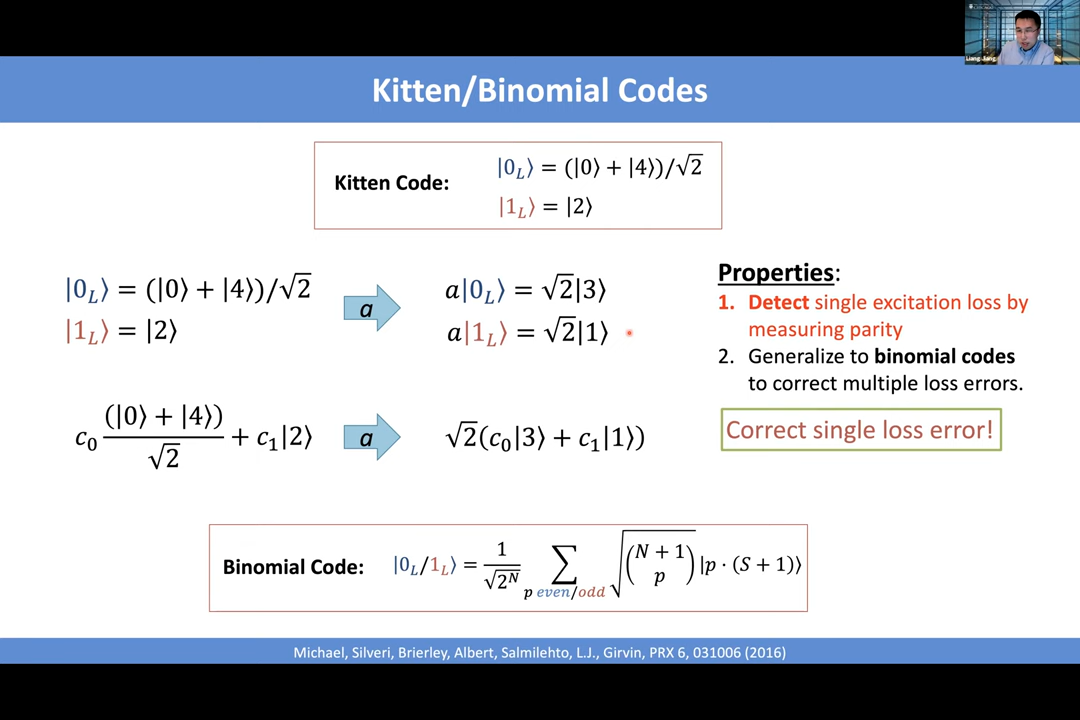 Liang Jiang
Kitten/Binomial Codes
Kitten Code:
|0_L⟩ = (|0⟩ + |4⟩)/√2
|1_L⟩ = |2⟩
|0_L⟩ = (|0⟩ + |4⟩)/√2
|1_L⟩ = |2⟩
a
a|0_L⟩ = √2|3⟩
a|1_L⟩ = √2|1⟩
c_0 (|0⟩ + |4⟩)/√2 + c_1|2⟩
a
√2(c_0|3⟩ + c_1|1⟩)
Properties:
1. Detect single excitation loss by
measuring parity
2. Generalize to binomial codes
to correct multiple loss errors.
Correct single loss error!
Binomial Code: |0_L/1_L⟩ = 1/√2^N ∑_{p even/odd} √(N + 1 p) |p · (S + 1)⟩
Michael, Silveri, Brierley, Albert, Salmilehto, L.J., Girvin, PRX 6, 031006 (2016)